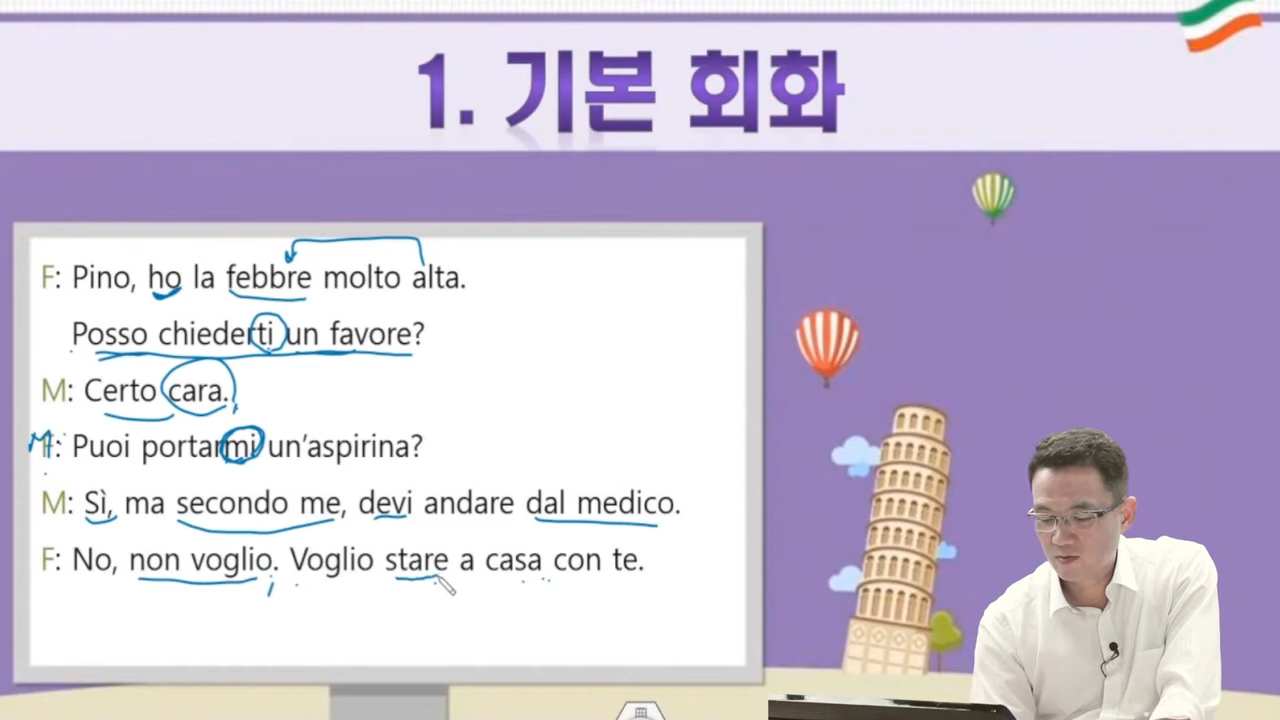 1. 기본 회화
F: Pino, ho la febbre molto alta.
Posso chiederti un favore?
M: Certo cara.
F: Puoi portarmi un'aspirina?
M: Sì, ma secondo me, devi andare dal medico.
F: No, non voglio. Voglio stare a casa con te.